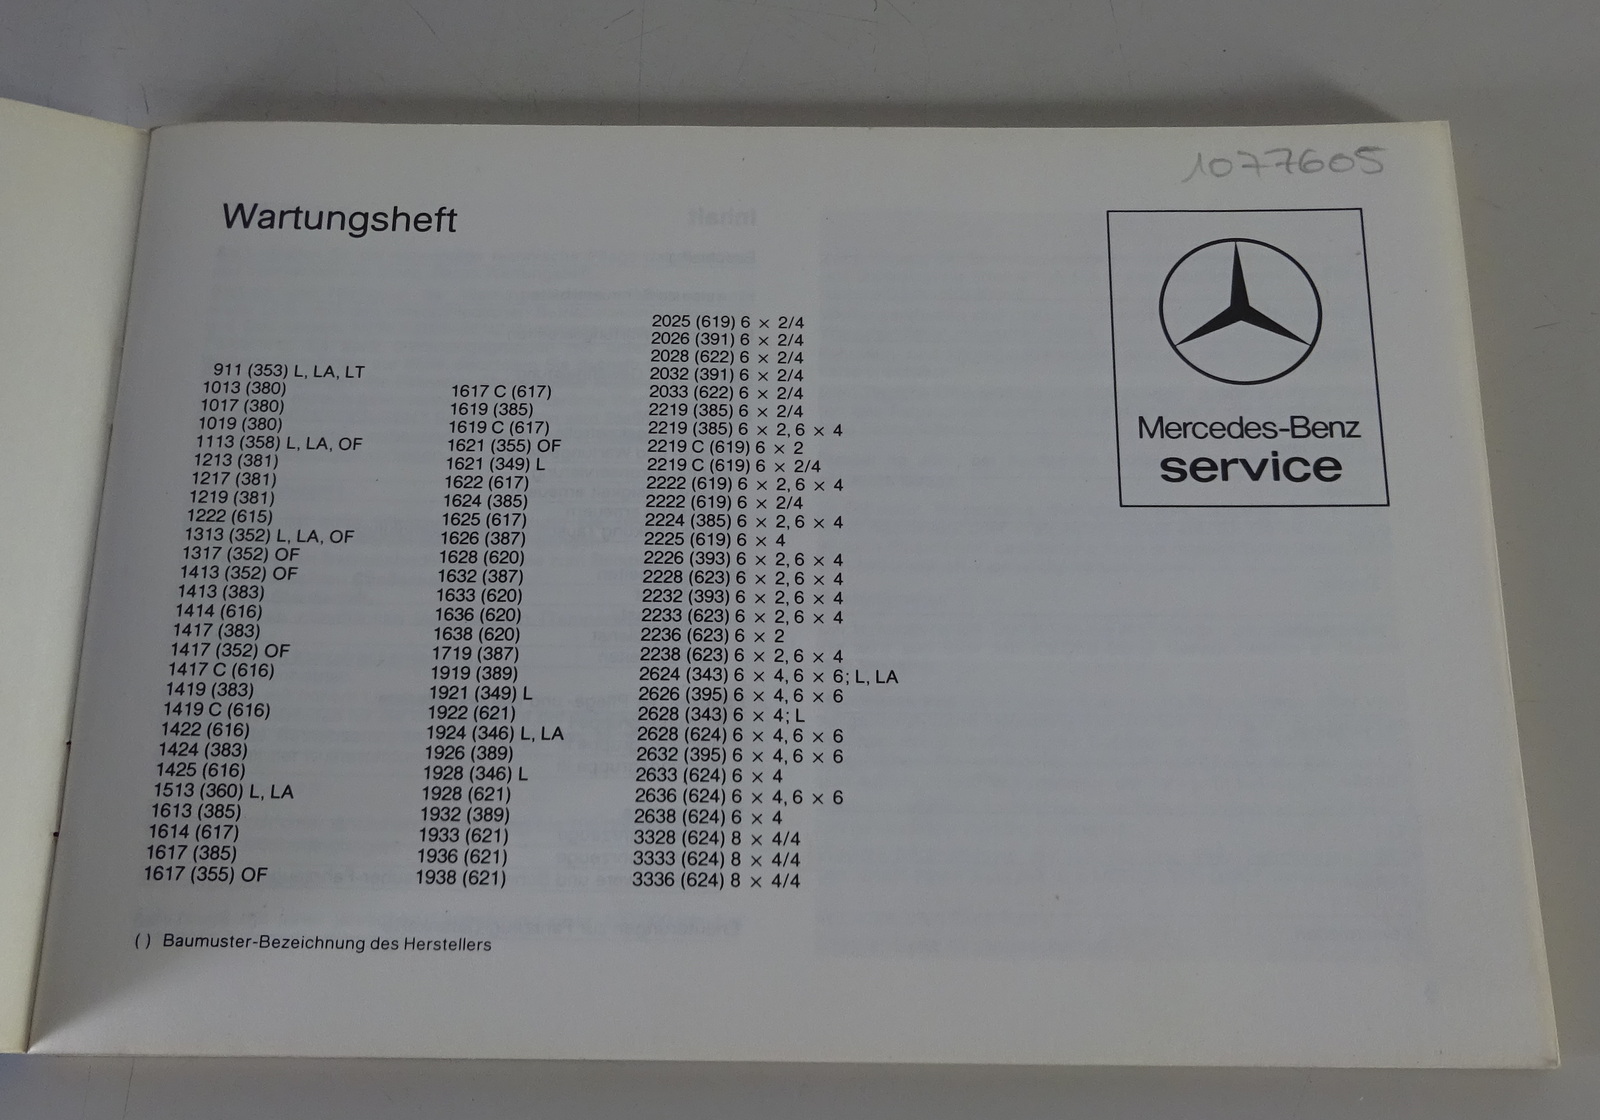 1077605
Wartungsheft
911 (353) L, LA, LT
1013 (380)
1017 (380)
1019 (380)
1113 (358) L, LA, OF
1213 (381)
1217 (381)
1219 (381)
1222 (615)
1313 (352) L, LA, OF
1317 (352) OF
1413 (352) OF
1413 (383)
1414 (616)
1417 (383)
1417 (352) OF
1417 C (616)
1419 (383)
1419 C (616)
1422 (616)
1424 (383)
1425 (616)
1513 (360) L, LA
1613 (385)
1614 (617)
1617 (385)
1617 (355) OF
1617 C (617)
1619 (385)
1619 C (617)
1621 (355) OF
1621 (349) L
1622 (617)
1624 (385)
1625 (617)
1626 (387)
1628 (620)
1632 (387)
1633 (620)
1636 (620)
1638 (620)
1719 (387)
1919 (389)
1921 (349) L
1922 (621)
1924 (346) L, LA
1926 (389)
1928 (346) L
1928 (621)
1932 (389)
1933 (621)
1936 (621)
1938 (621)
2025 (619) 6 × 2/4
2026 (391) 6 × 2/4
2028 (622) 6 × 2/4
2032 (391) 6 × 2/4
2033 (622) 6 × 2/4
2219 (385) 6 × 2/4
2219 (385) 6 × 2, 6 × 4
2219 C (619) 6 × 2
2219 C (619) 6 × 2/4
2222 (619) 6 × 2, 6 × 4
2222 (619) 6 × 2/4
2224 (385) 6 × 2, 6 × 4
2225 (619) 6 × 4
2226 (393) 6 × 2, 6 × 4
2228 (623) 6 × 2, 6 × 4
2232 (393) 6 × 2, 6 × 4
2233 (623) 6 × 2, 6 × 4
2236 (623) 6 × 2
2238 (623) 6 × 2, 6 × 4
2624 (343) 6 × 4, 6 × 6; L, LA
2626 (395) 6 × 4, 6 × 6
2628 (343) 6 × 4; L
2628 (624) 6 × 4, 6 × 6
2632 (395) 6 × 4, 6 × 6
2633 (624) 6 × 4
2636 (624) 6 × 4, 6 × 6
2638 (624) 6 × 4
3328 (624) 8 × 4/4
3333 (624) 8 × 4/4
3336 (624) 8 × 4/4
( ) Baumuster-Bezeichnung des Herstellers
Mercedes-Benz
service